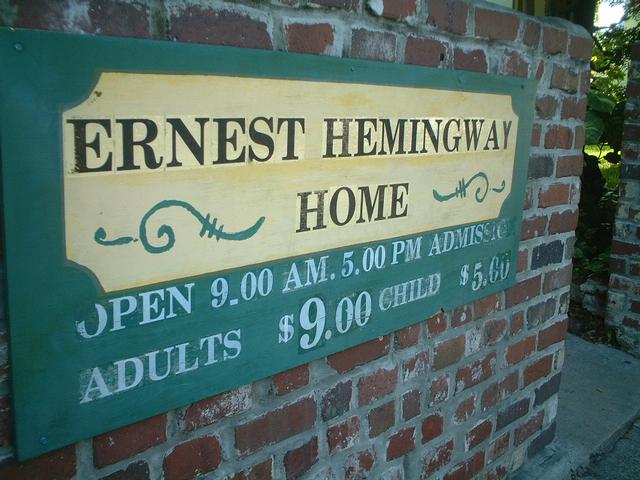 ERNEST HEMINGWAY
HOME
OPEN 9.00 AM. 5.00 PM ADMISSION
ADULTS $9.00 CHILD $5.00